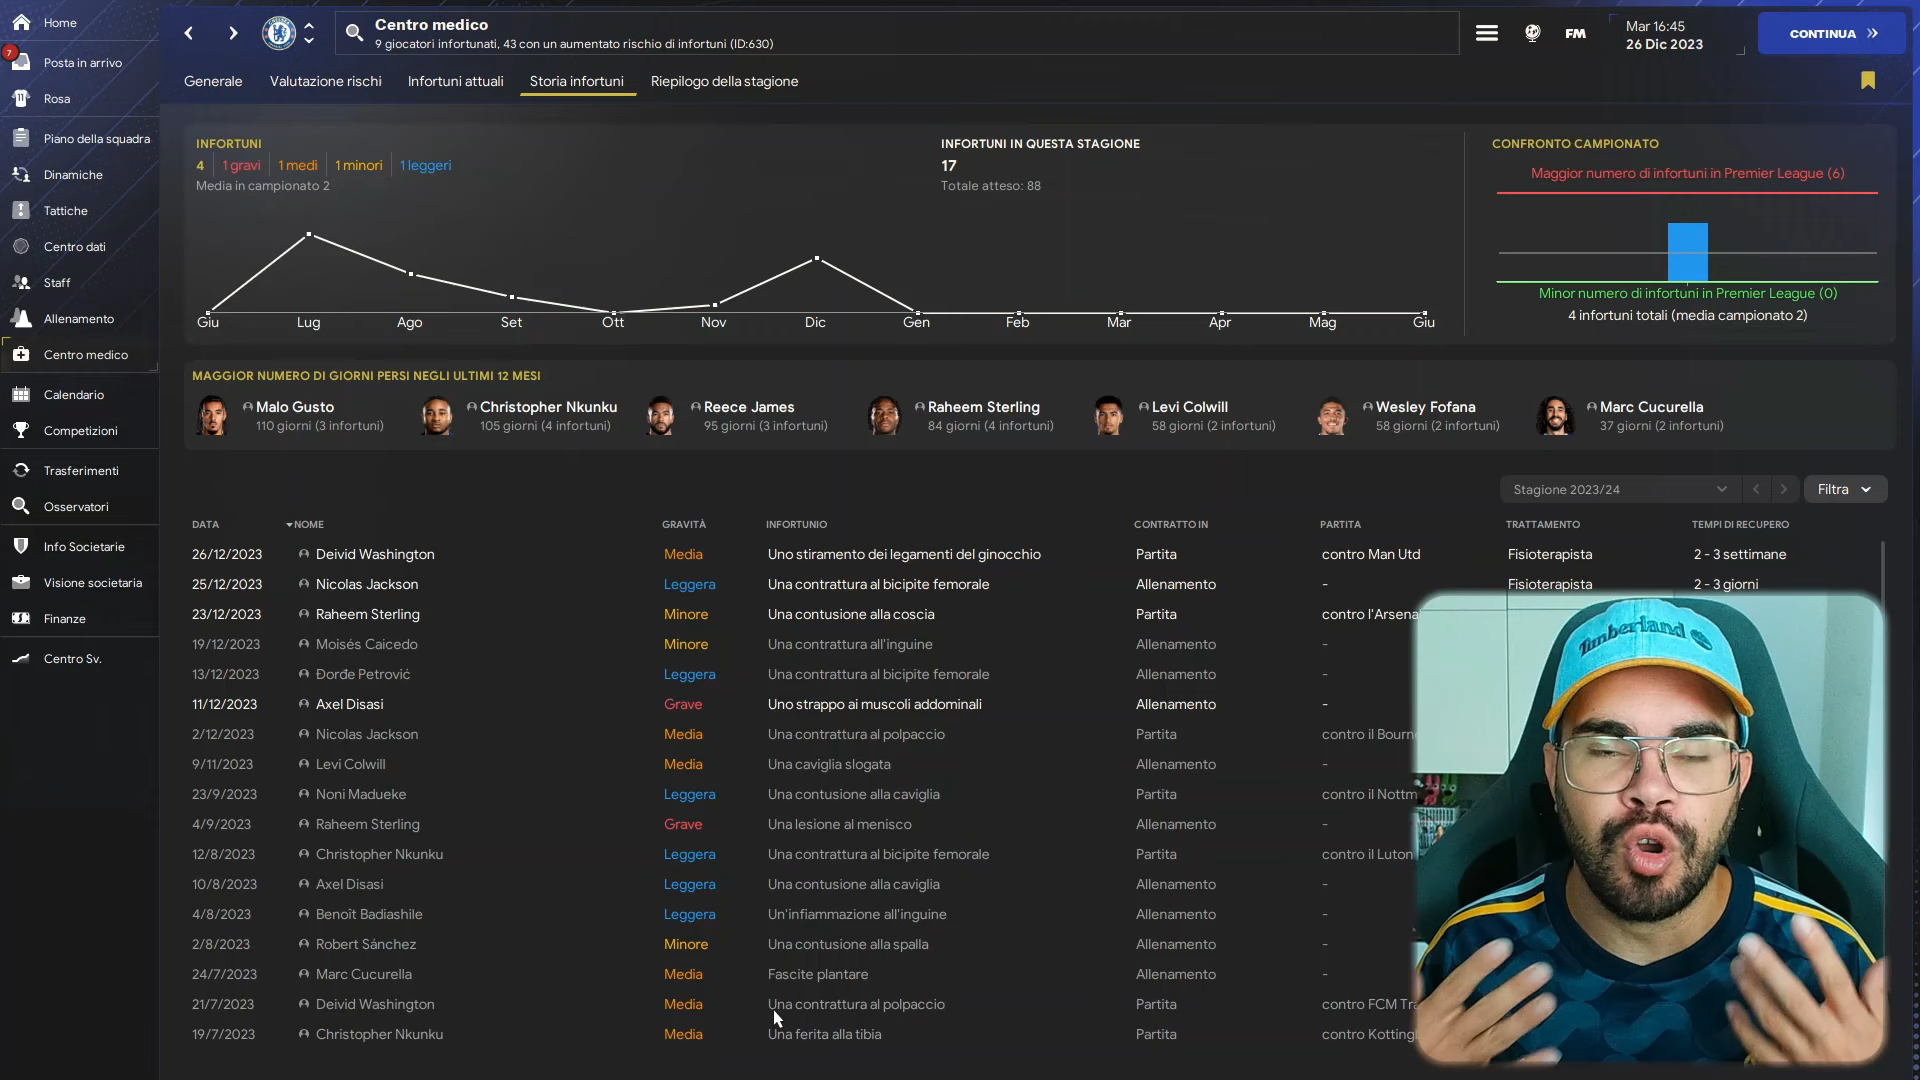 Home
7
Posta in arrivo
Rosa
Piano della squadra
Dinamiche
Tattiche
Centro dati
Staff
Allenamento
Centro medico
Calendario
Competizioni
Trasferimenti
Osservatori
Info Societarie
Visione societaria
Finanze
Centro Sv.
Centro medico
9 giocatori infortunati, 43 con un aumentato rischio di infortuni (ID:630)
FM
Mar 16:45
26 Dic 2023
CONTINUA
Generale Valutazione rischi Infortuni attuali Storia infortuni Riepilogo della stagione
INFORTUNI
4 1 gravi 1 medi 1 minori 1 leggeri
Media in campionato 2
INFORTUNI IN QUESTA STAGIONE
17
Totale atteso: 88
Giu Lug Ago Set Ott Nov Dic Gen Feb Mar Apr Mag Giu
CONFRONTO CAMPIONATO
Maggior numero di infortuni in Premier League (6)
Minor numero di infortuni in Premier League (0)
4 infortuni totali (media campionato 2)
MAGGIOR NUMERO DI GIORNI PERSI NEGLI ULTIMI 12 MESI
Malo Gusto
110 giorni (3 infortuni)
Christopher Nkunku
105 giorni (4 infortuni)
Reece James
95 giorni (3 infortuni)
Raheem Sterling
84 giorni (4 infortuni)
Levi Colwill
58 giorni (2 infortuni)
Wesley Fofana
58 giorni (2 infortuni)
Marc Cucurella
37 giorni (2 infortuni)
Stagione 2023/24 Filtra
DATA NOME GRAVITÀ INFORTUNIO CONTRATTO IN PARTITA TRATTAMENTO TEMPI DI RECUPERO
26/12/2023 Deivid Washington Media Uno stiramento dei legamenti del ginocchio Partita contro Man Utd Fisioterapista 2 - 3 settimane
25/12/2023 Nicolas Jackson Leggera Una contrattura al bicipite femorale Allenamento - Fisioterapista 2 - 3 giorni
23/12/2023 Raheem Sterling Minore Una contusione alla coscia Partita contro l'Arsena
19/12/2023 Moisés Caicedo Minore Una contrattura all'inguine Allenamento -
13/12/2023 Đorđe Petrović Leggera Una contrattura al bicipite femorale Allenamento -
11/12/2023 Axel Disasi Grave Uno strappo ai muscoli addominali Allenamento -
2/12/2023 Nicolas Jackson Media Una contrattura al polpaccio Partita contro il Bourn
9/11/2023 Levi Colwill Media Una caviglia slogata Allenamento -
23/9/2023 Noni Madueke Leggera Una contusione alla caviglia Partita contro il Nottm
4/9/2023 Raheem Sterling Grave Una lesione al menisco Allenamento -
12/8/2023 Christopher Nkunku Leggera Una contrattura al bicipite femorale Partita contro il Luton
10/8/2023 Axel Disasi Leggera Una contusione alla caviglia Allenamento -
4/8/2023 Benoît Badiashile Leggera Un'infiammazione all'inguine Allenamento -
2/8/2023 Robert Sánchez Minore Una contusione alla spalla Allenamento -
24/7/2023 Marc Cucurella Media Fascite plantare Allenamento -
21/7/2023 Deivid Washington Media Una contrattura al polpaccio Partita contro FCM Tra
19/7/2023 Christopher Nkunku Media Una ferita alla tibia Partita contro Kotting
Timberland